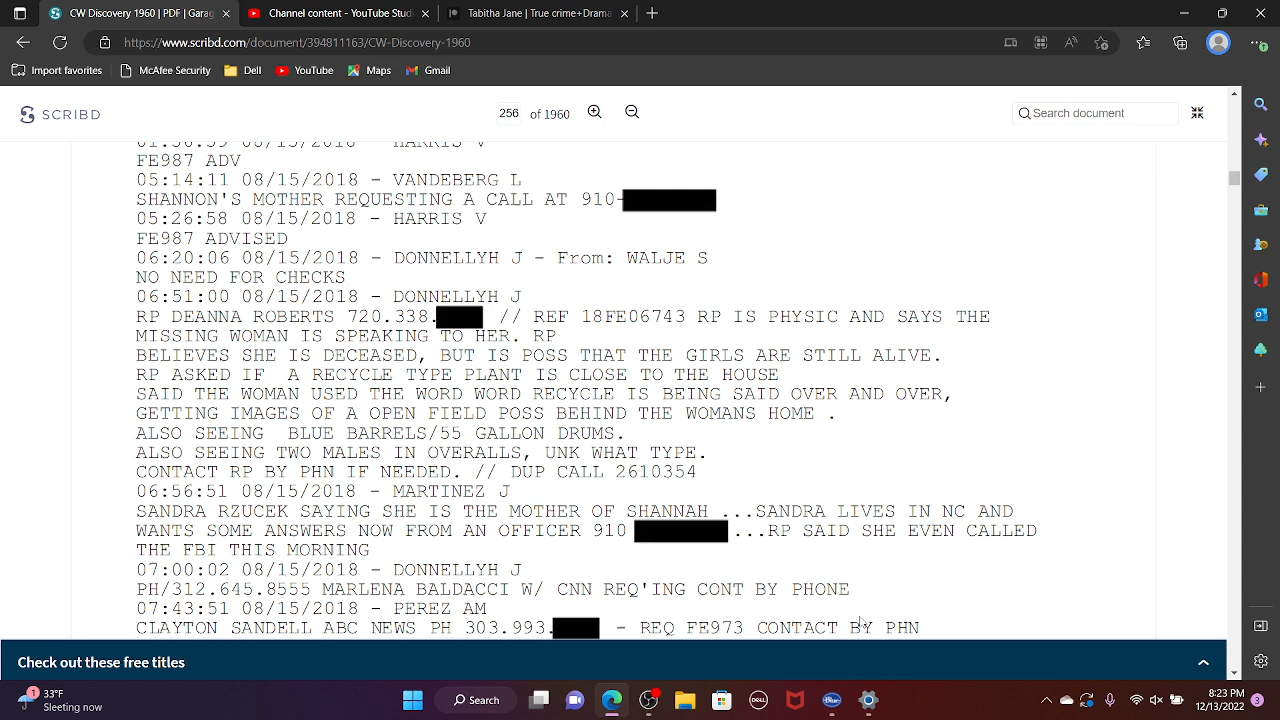 CW Discovery 1960 | PDF | Garag
Channel content - YouTube Stud
Tabitha Jane | True crime+Drama
https://www.scribd.com/document/394811163/CW-Discovery-1960
Import favorites
McAfee Security
Dell
YouTube
Maps
Gmail
SCRIBD
256 of 1960
Search document
01:56:59 08/15/2018 - HARRIS V
FE987 ADV
05:14:11 08/15/2018 - VANDEBERG L
SHANNON'S MOTHER REQUESTING A CALL AT 910-
05:26:58 08/15/2018 - HARRIS V
FE987 ADVISED
06:20:06 08/15/2018 - DONNELLYH J - From: WALJE S
NO NEED FOR CHECKS
06:51:00 08/15/2018 - DONNELLYH J
RP DEANNA ROBERTS 720.338. // REF 18FE06743 RP IS PHYSIC AND SAYS THE
MISSING WOMAN IS SPEAKING TO HER. RP
BELIEVES SHE IS DECEASED, BUT IS POSS THAT THE GIRLS ARE STILL ALIVE.
RP ASKED IF A RECYCLE TYPE PLANT IS CLOSE TO THE HOUSE
SAID THE WOMAN USED THE WORD WORD RECYCLE IS BEING SAID OVER AND OVER,
GETTING IMAGES OF A OPEN FIELD POSS BEHIND THE WOMANS HOME .
ALSO SEEING BLUE BARRELS/55 GALLON DRUMS.
ALSO SEEING TWO MALES IN OVERALLS, UNK WHAT TYPE.
CONTACT RP BY PHN IF NEEDED. // DUP CALL 2610354
06:56:51 08/15/2018 - MARTINEZ J
SANDRA RZUCEK SAYING SHE IS THE MOTHER OF SHANNAH ...SANDRA LIVES IN NC AND
WANTS SOME ANSWERS NOW FROM AN OFFICER 910 ...RP SAID SHE EVEN CALLED
THE FBI THIS MORNING
07:00:02 08/15/2018 - DONNELLYH J
PH/312.645.8555 MARLENA BALDACCI W/ CNN REQ'ING CONT BY PHONE
07:43:51 08/15/2018 - PEREZ AM
CLAYTON SANDELL ABC NEWS PH 303.993. - REQ FE973 CONTACT BY PHN
Check out these free titles
1
33°F
Seeting now
Search
DELL
Blue
8:23 PM
12/13/2022
3